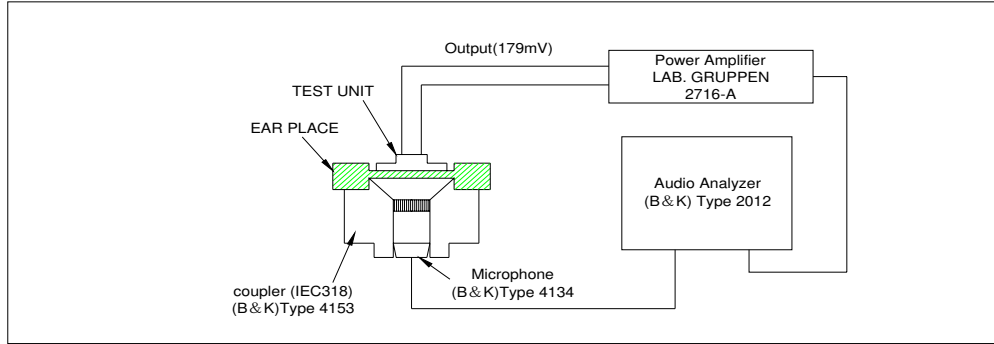 Output(179mV)
Power Amplifier
LAB. GRUPPEN
2716-A
TEST UNIT
EAR PLACE
Audio Analyzer
(B&K) Type 2012
Microphone
(B&K)Type 4134
coupler (IEC318)
(B&K)Type 4153